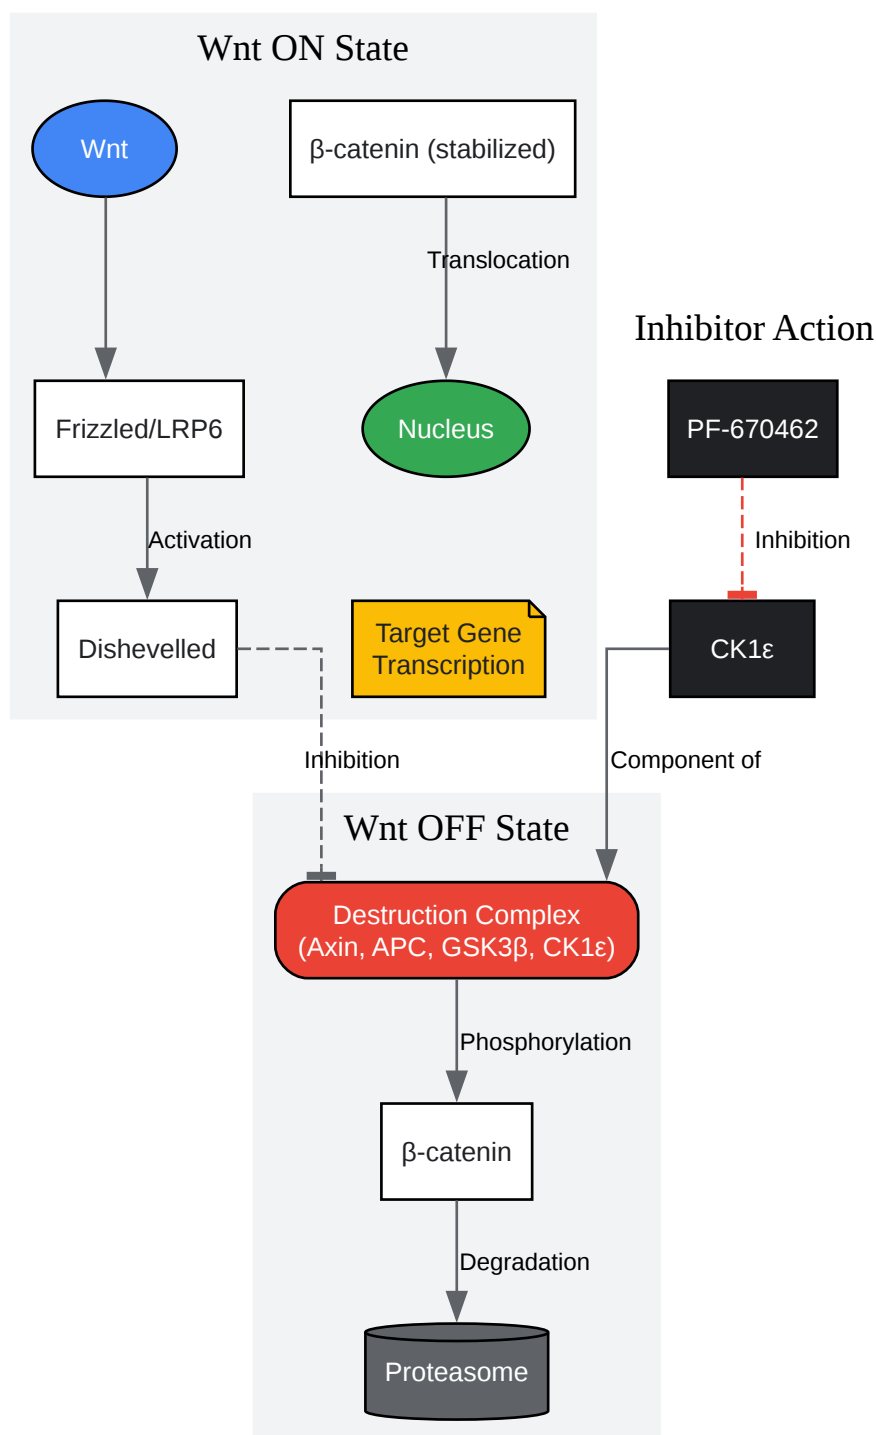 Wnt ON State
Wnt
β-catenin (stabilized)
Translocation
Inhibitor Action
Frizzled/LRP6
Nucleus
PF-670462
Activation
Inhibition
Dishevelled
Target Gene
Transcription
CK1ε
Inhibition
Component of
Wnt OFF State
Destruction Complex
(Axin, APC, GSK3β, CK1ε)
Phosphorylation
β-catenin
Degradation
Proteasome